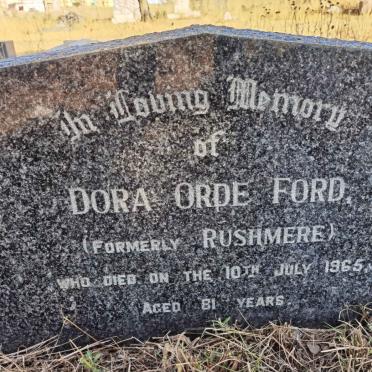 In Loving Memory
of
DORA ORDE FORD.
(FORMERLY RUSHMERE)
WHO DIED ON THE 10TH JULY 1965.
AGED 81 YEARS